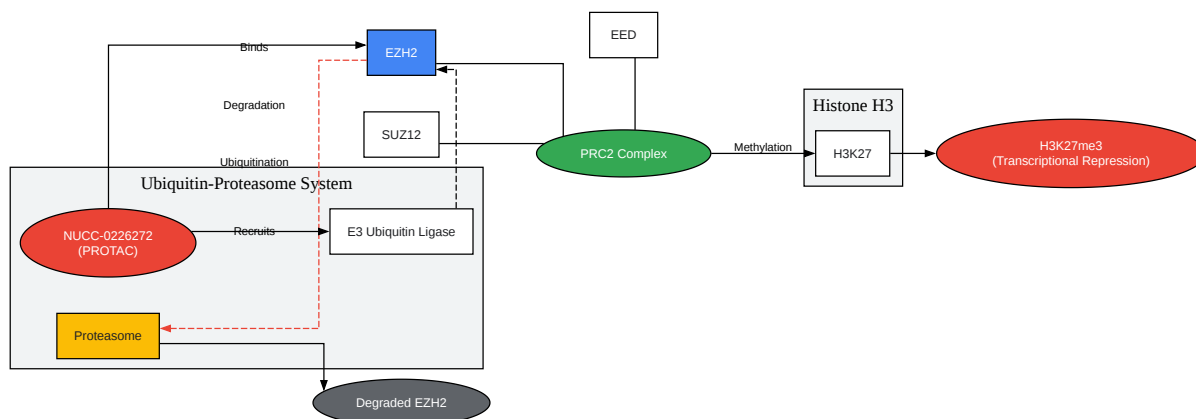 EED
Binds
EZH2
Degradation
Histone H3
SUZ12
PRC2 Complex
Methylation
H3K27
H3K27me3
(Transcriptional Repression)
Ubiquitination
Ubiquitin-Proteasome System
NUCC-0226272
(PROTAC)
Recruits
E3 Ubiquitin Ligase
Proteasome
Degraded EZH2